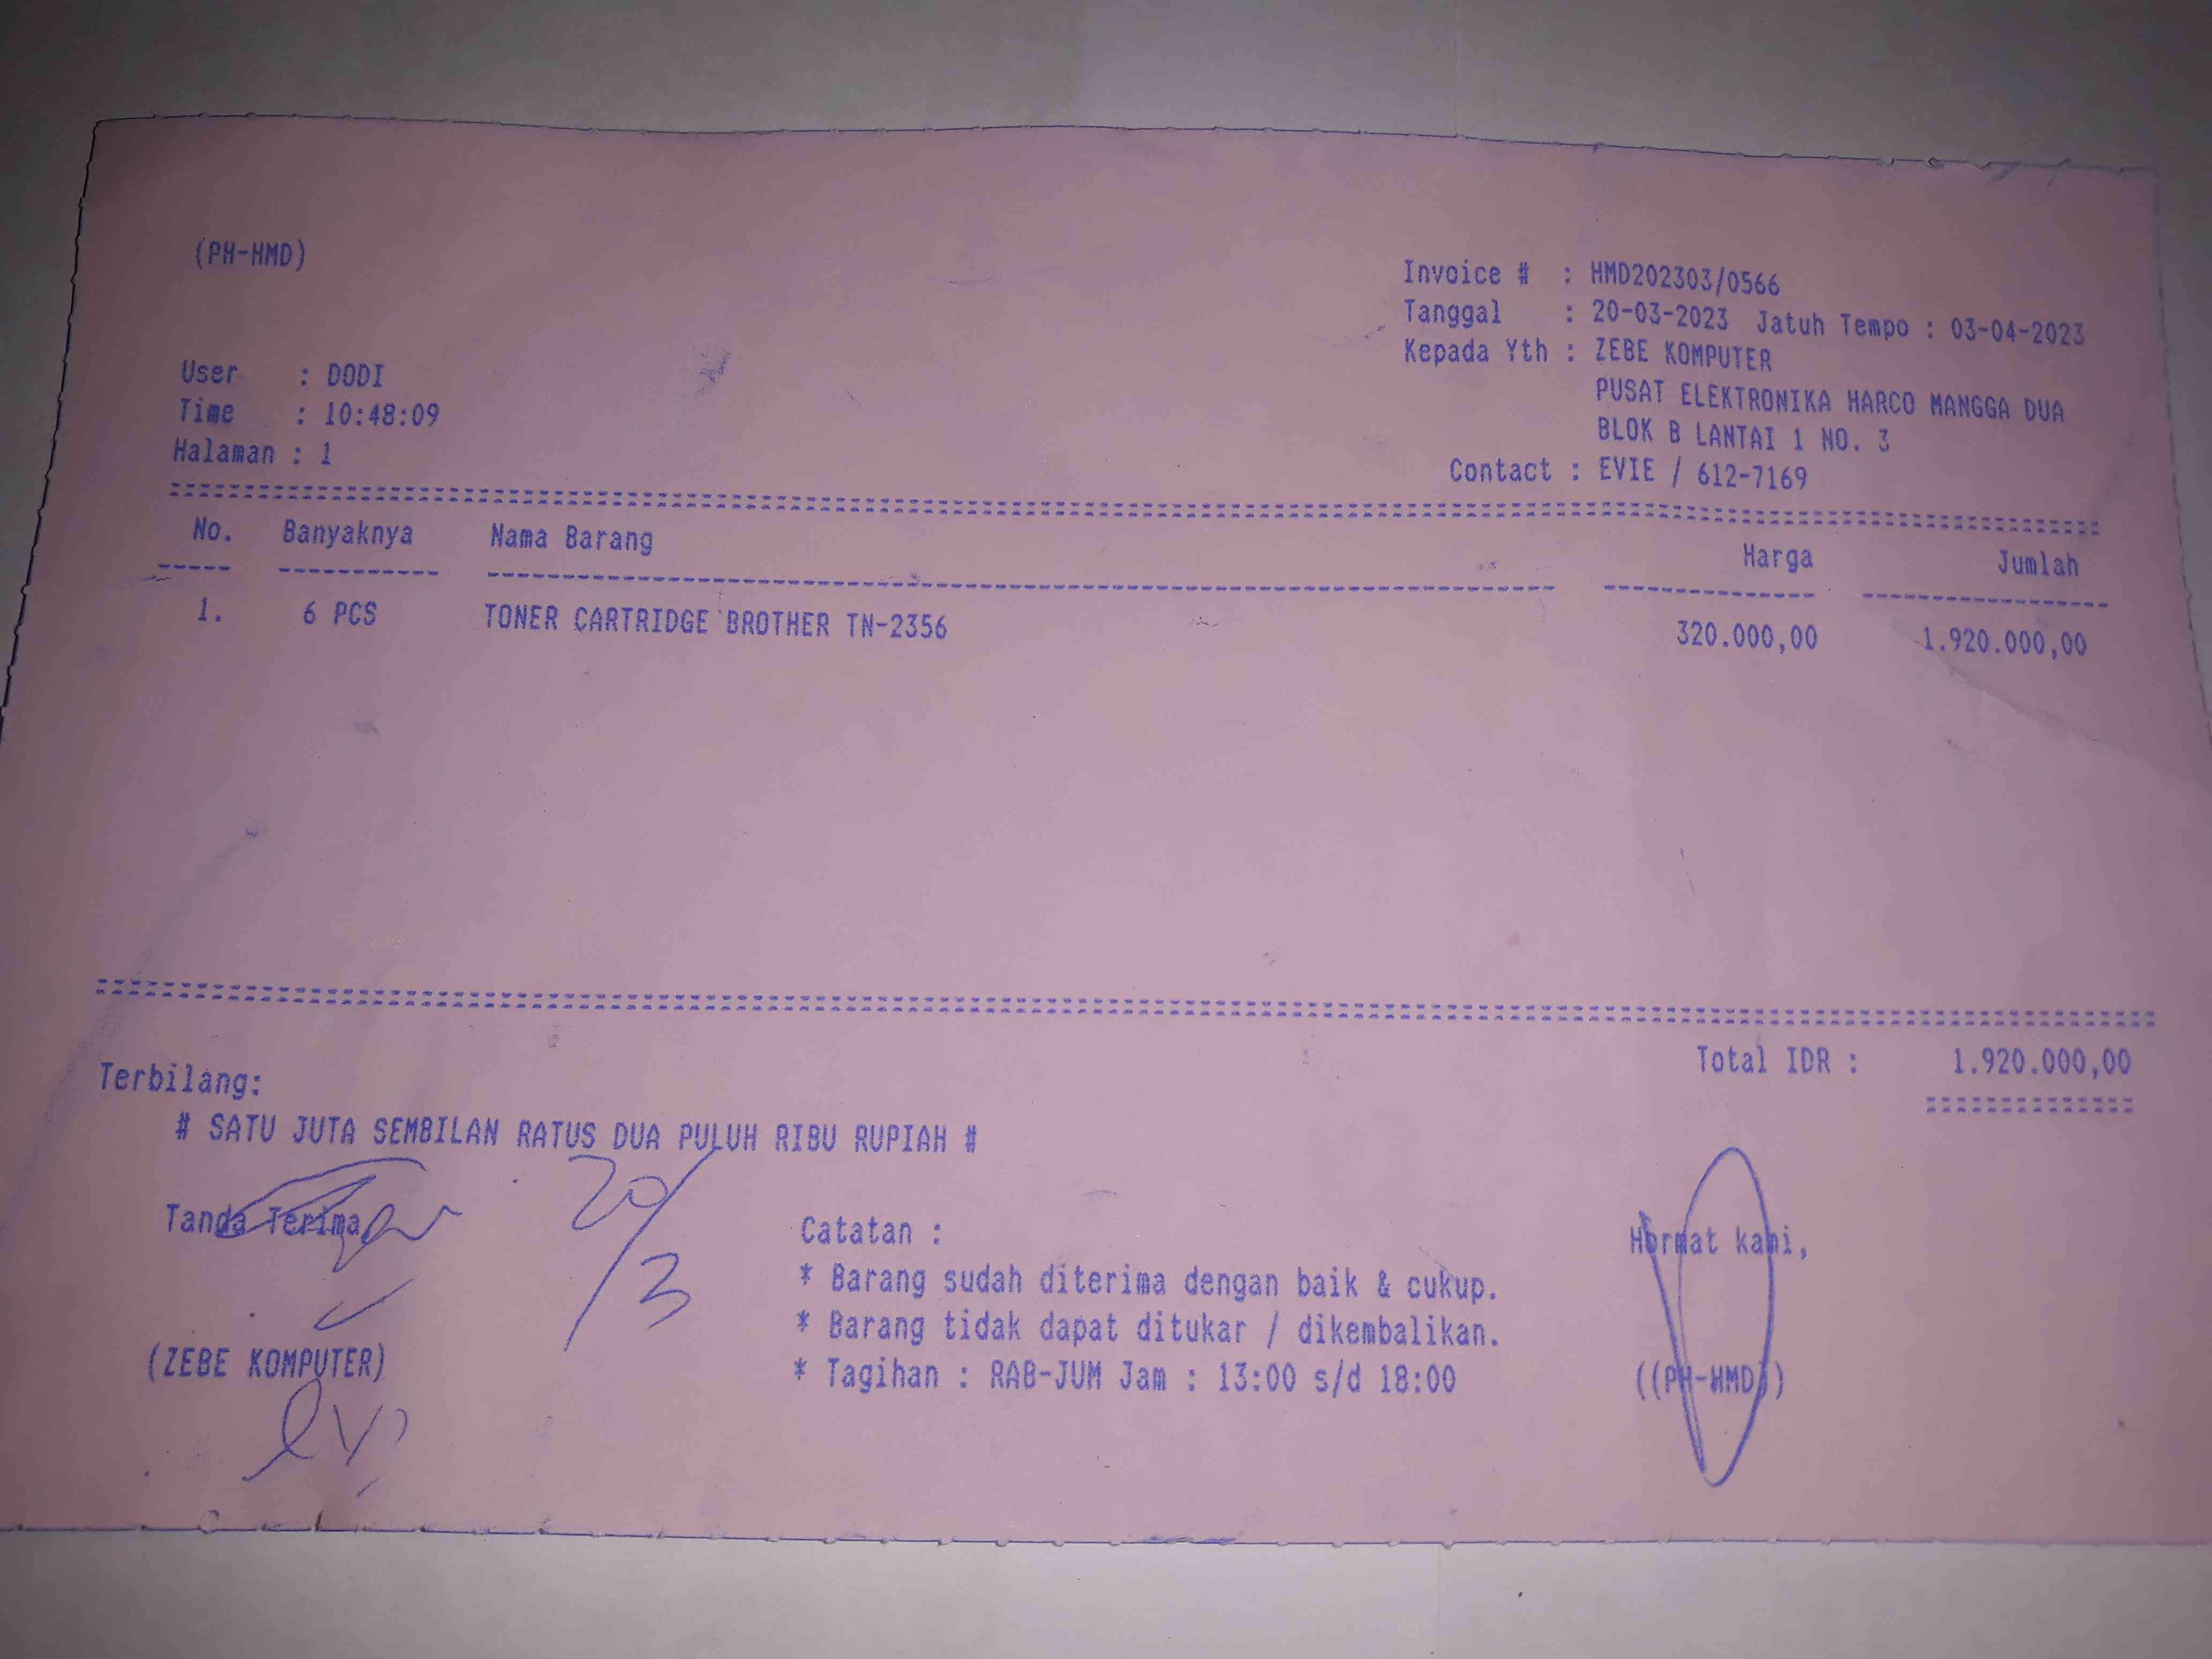 (PH-HMD)
Invoice # : HMD202303/0566
Tanggal : 20-03-2023 Jatuh Tempo : 03-04-2023
Kepada Yth : ZEBE KOMPUTER
PUSAT ELEKTRONIKA HARCO MANGGA DUA
BLOK B LANTAI 1 NO. 3
Contact : EVIE / 612-7169
User : DODI
Time : 10:48:09
Halaman : 1
No. Banyaknya Nama Barang Harga Jumlah
1. 6 PCS TONER CARTRIDGE BROTHER TN-2356 320.000,00 1.920.000,00
Total IDR : 1.920.000,00
Terbilang:
# SATU JUTA SEMBILAN RATUS DUA PULUH RIBU RUPIAH #
20/3
Tanda Terima,
(ZEBE KOMPUTER)
Catatan :
* Barang sudah diterima dengan baik & cukup.
* Barang tidak dapat ditukar / dikembalikan.
* Tagihan : RAB-JUM Jam : 13:00 s/d 18:00
Hormat kami,
((PH-HMD))